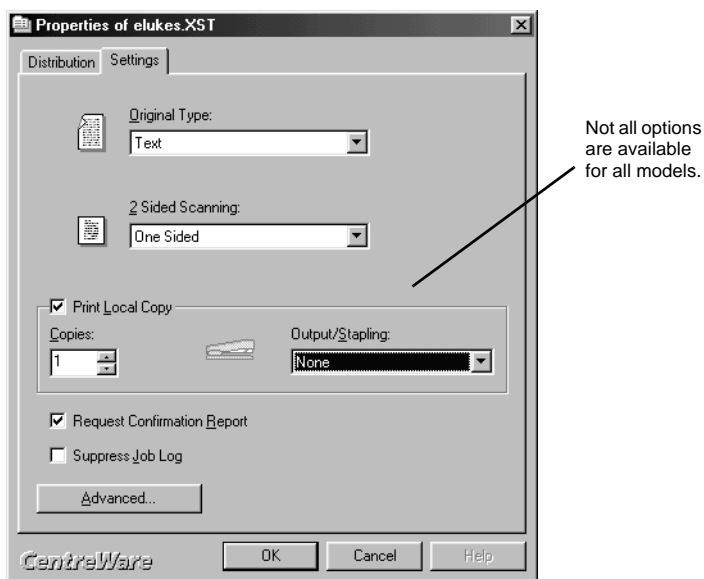 Properties of elukes.XST
Distribution Settings
Original Type:
Text
2 Sided Scanning:
One Sided
Print Local Copy
Copies:
1
Output/Stapling:
None
Request Confirmation Report
Suppress Job Log
Advanced...
CentreWare
OK Cancel Help
Not all options
are available
for all models.